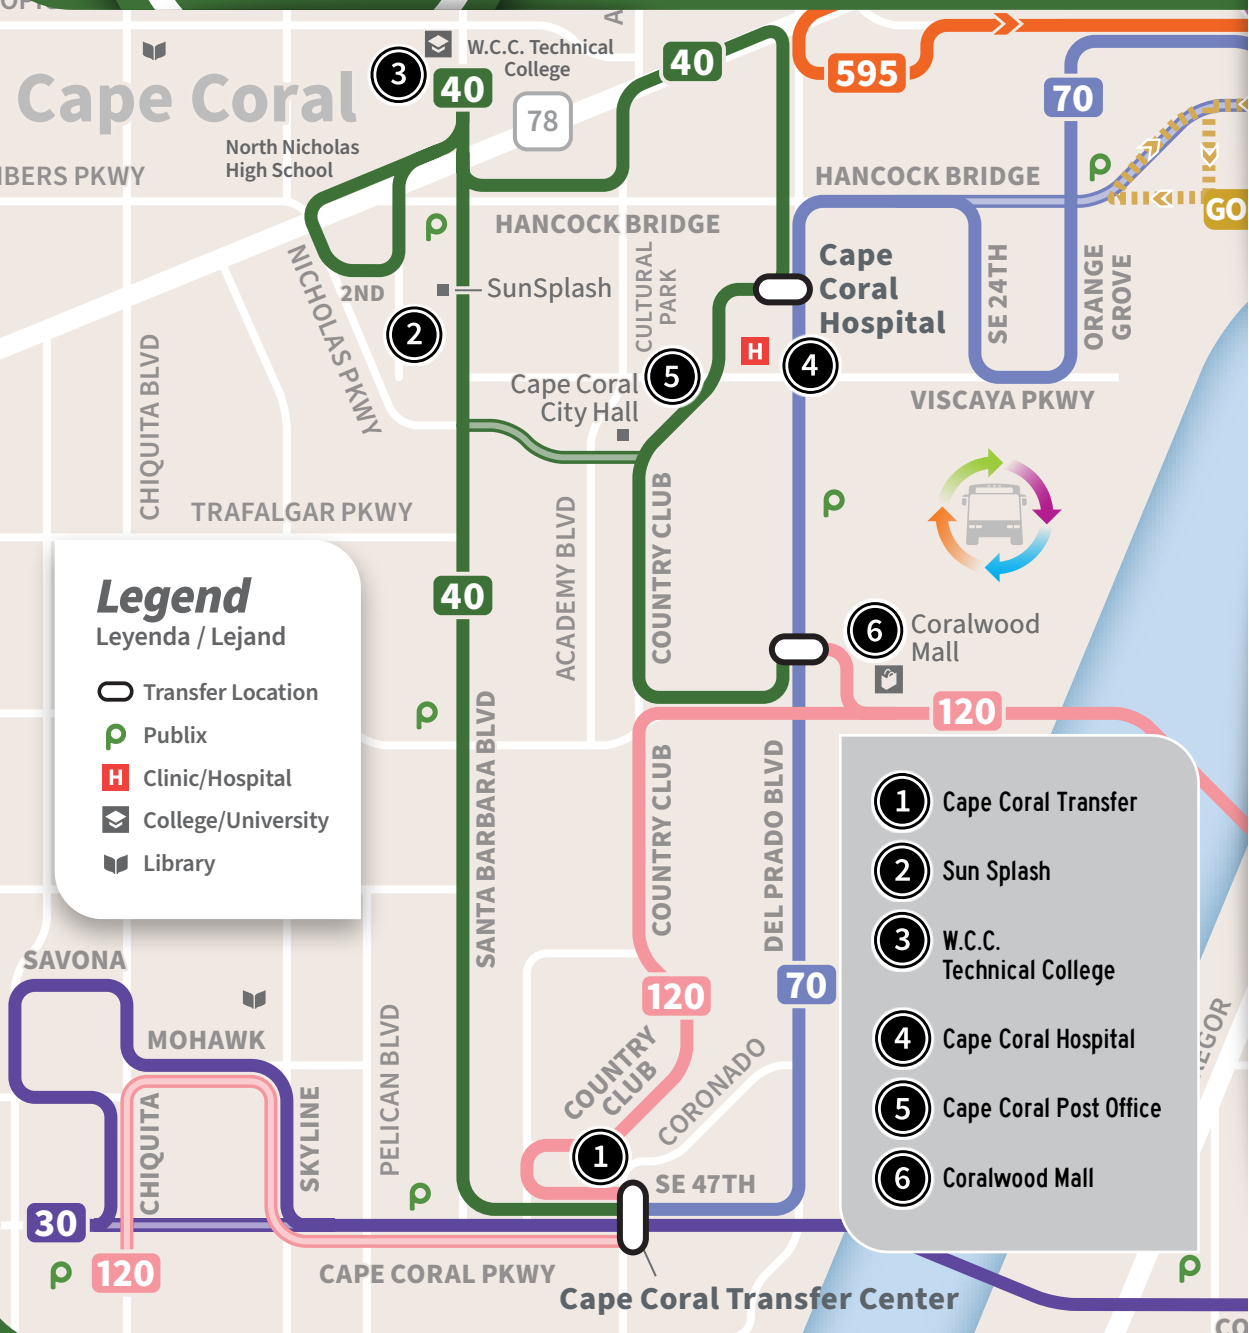 W.C.C. Technical
College
3
40
40
595
70
Cape Coral
78
North Nicholas
High School
HANCOCK BRIDGE
GO
HANCOCK BRIDGE
NICHOLAS PKWY
2ND
SunSplash
CULTURAL
PARK
Cape
Coral
Hospital
SE 24TH
ORANGE
GROVE
2
H
4
5
CHIQUITA BLVD
Cape Coral
City Hall
VISCAYA PKWY
TRAFALGAR PKWY
ACADEMY BLVD
COUNTRY CLUB
40
Legend
Leyenda / Lejand
Transfer Location
Publix
H Clinic/Hospital
College/University
Library
6
Coralwood
Mall
120
SANTA BARBARA BLVD
COUNTRY CLUB
DEL PRADO BLVD
1 Cape Coral Transfer
2 Sun Splash
3 W.C.C.
Technical College
4 Cape Coral Hospital
5 Cape Coral Post Office
6 Coralwood Mall
SAVONA
120
70
MOHAWK
CHIQUITA
SKYLINE
PELICAN BLVD
COUNTRY
CLUB
CORONADO
1
SE 47TH
30
120
CAPE CORAL PKWY
Cape Coral Transfer Center